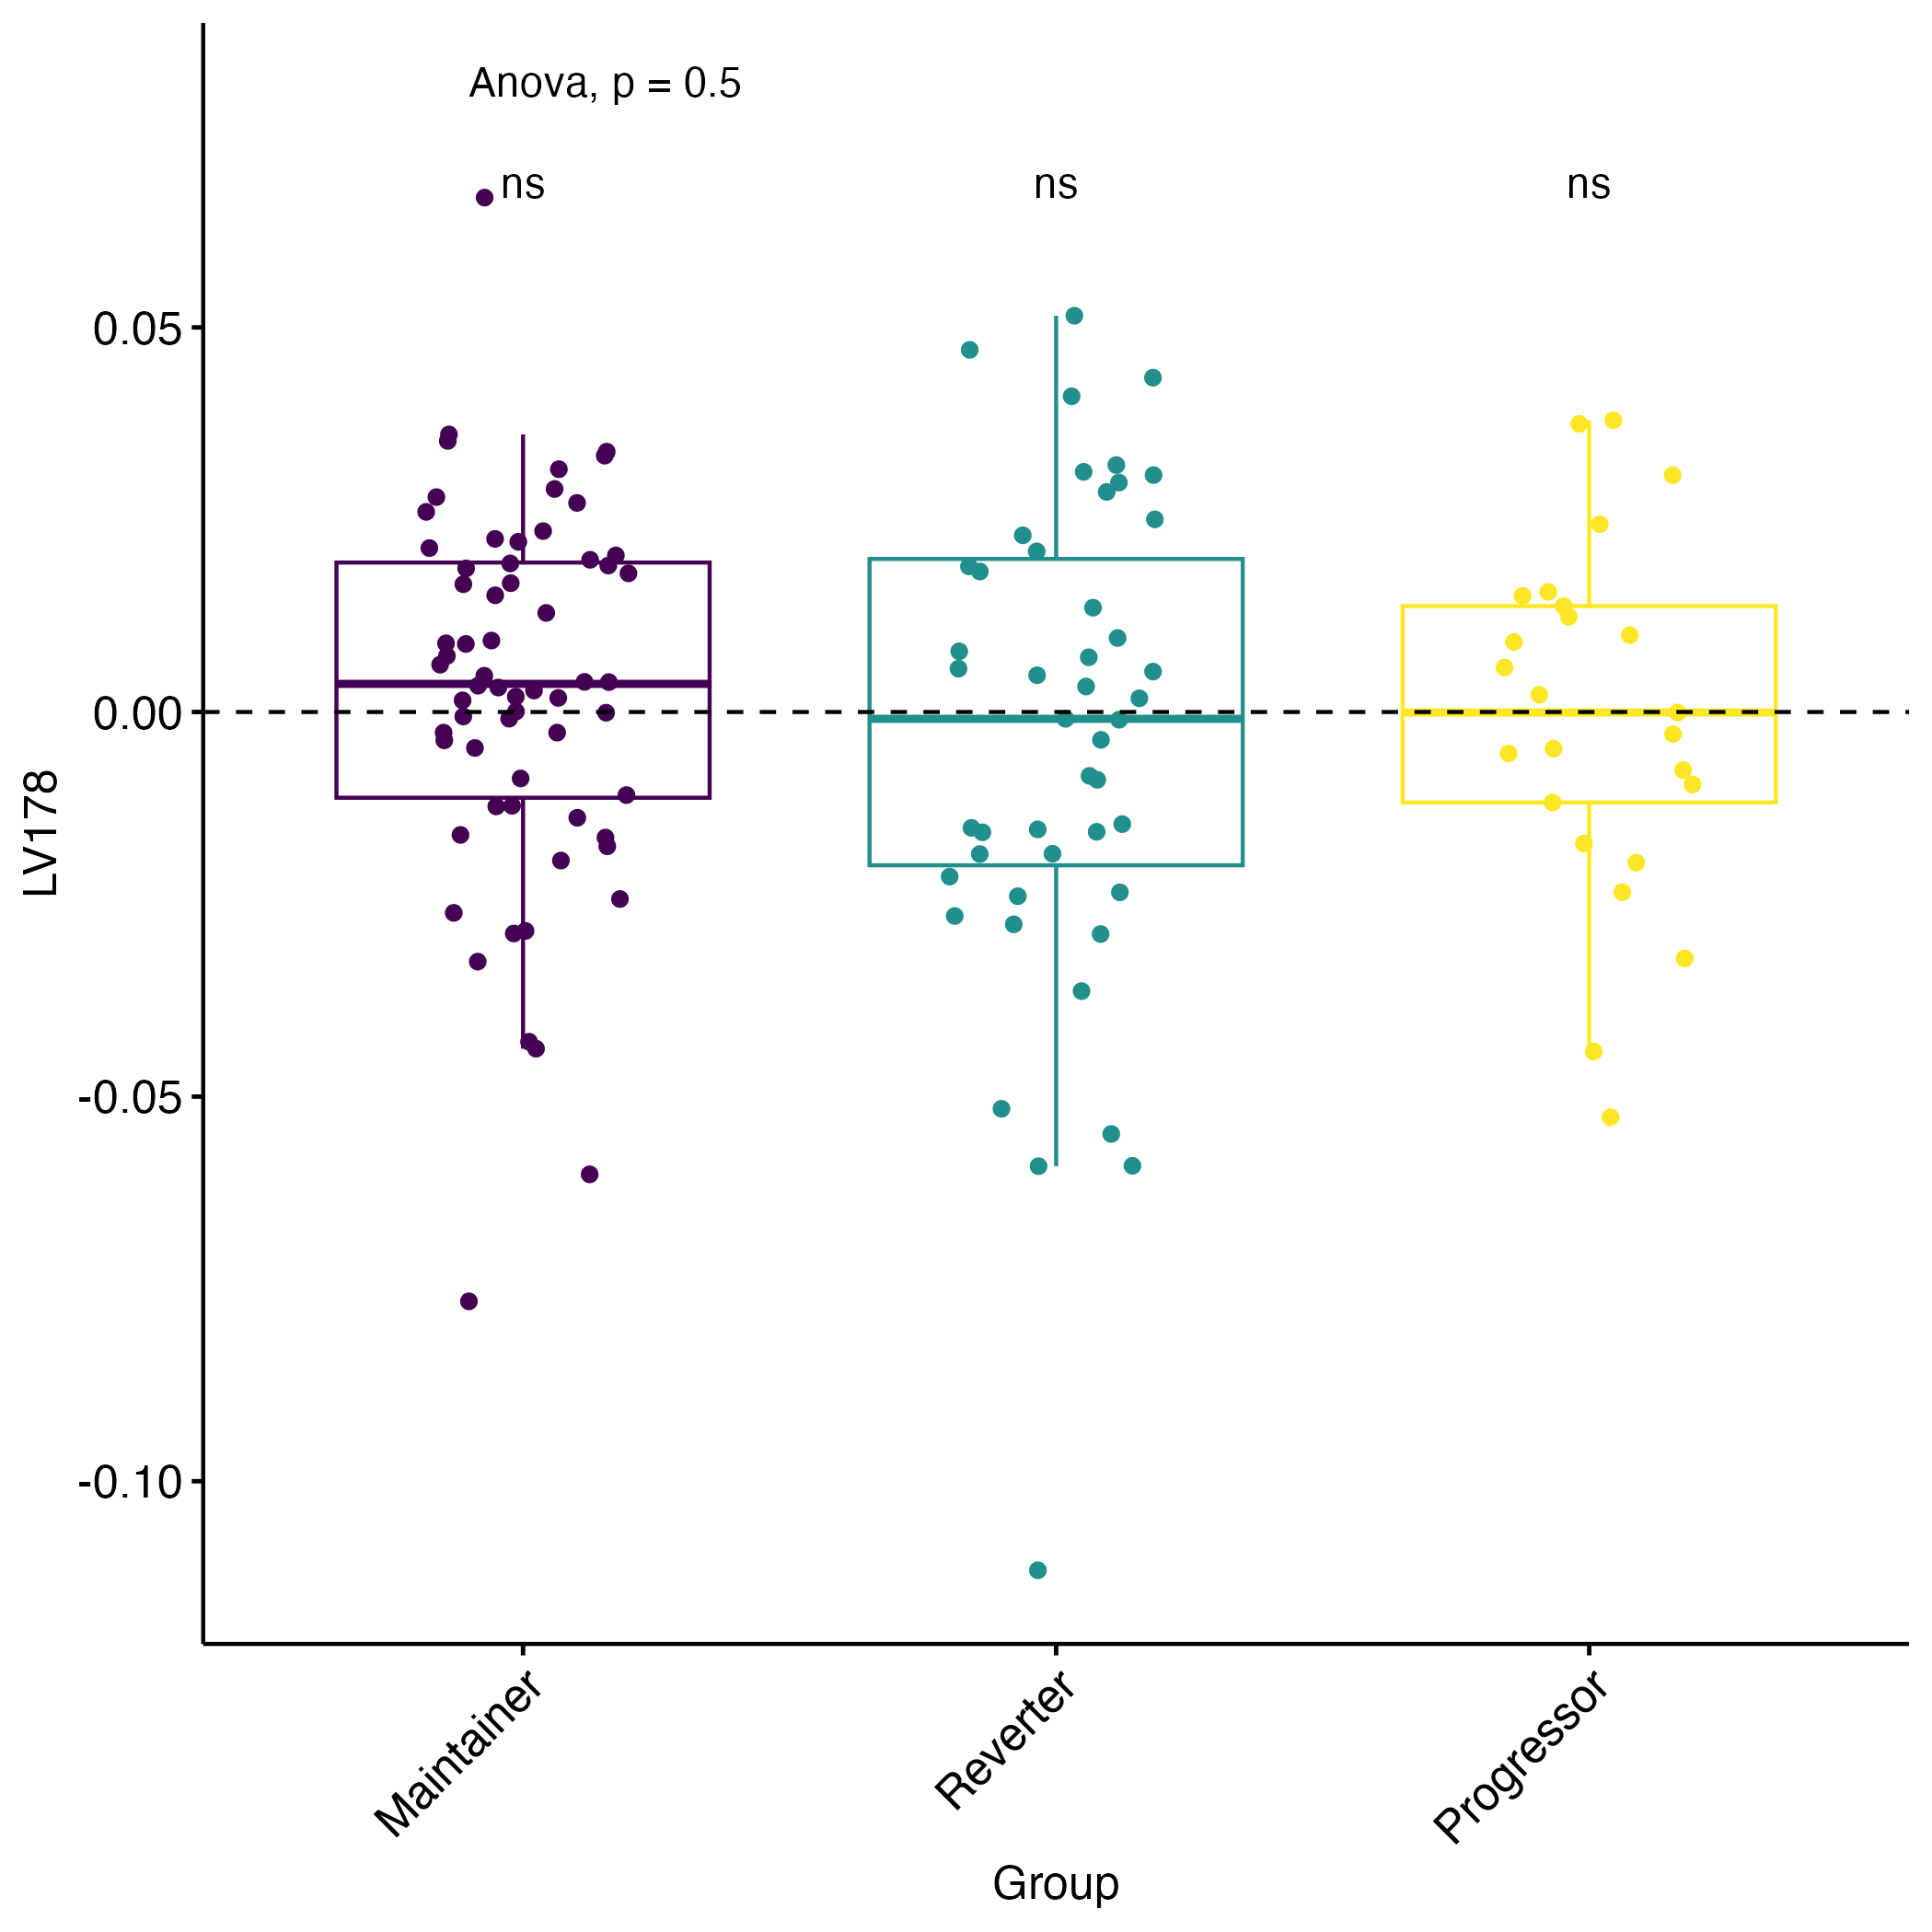 Anova, p = 0.5
ns ns ns
0.05
0.00
-0.05
-0.10
LV178
Maintainer Reverter Progressor
Group